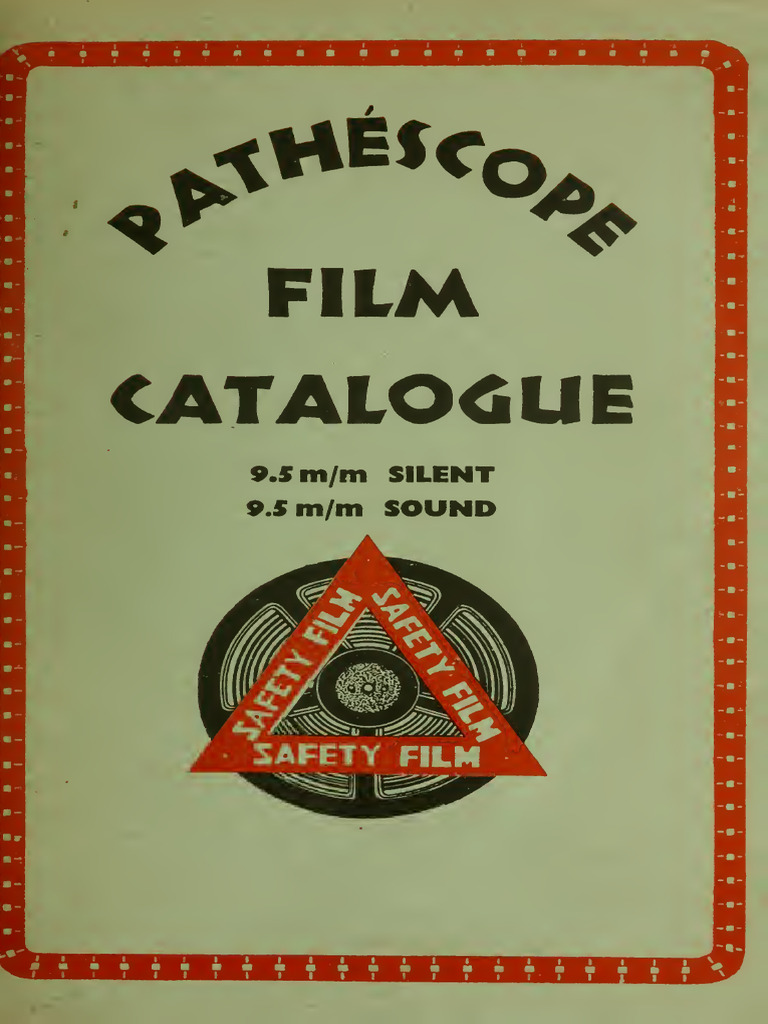 PATHÉSCOPE
FILM
CATALOGUE
9.5 m/m SILENT
9.5 m/m SOUND
SAFETY FILM
SAFETY FILM
SAFETY FILM